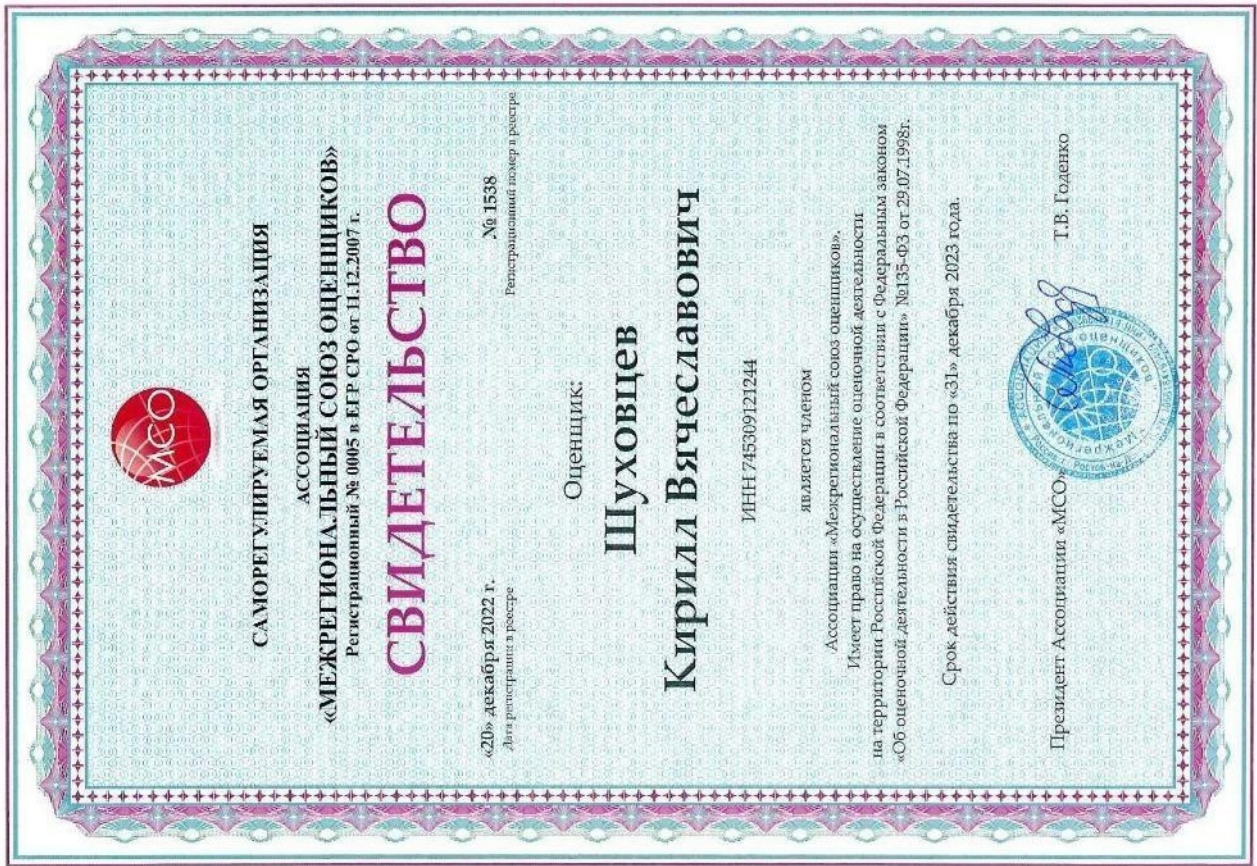 МСО
САМОРЕГУЛИРУЕМАЯ ОРГАНИЗАЦИЯ
АССОЦИАЦИЯ
«МЕЖРЕГИОНАЛЬНЫЙ СОЮЗ ОЦЕНЩИКОВ»
Регистрационный № 0005 в ЕГР СРО от 11.12.2007 г.
СВИДЕТЕЛЬСТВО
«20» декабря 2022 г. № 1538
Дата регистрации в реестре Регистрационный номер в реестре
Оценщик:
Шуховцев
Кирилл Вячеславович
ИНН 745309121244
является членом
Ассоциации «Межрегиональный союз оценщиков».
Имеет право на осуществление оценочной деятельности
на территории Российской Федерации в соответствии с Федеральным законом
«Об оценочной деятельности в Российской Федерации» №135-ФЗ от 29.07.1998г.
Срок действия свидетельства по «31» декабря 2023 года.
Президент Ассоциации «МСО» Т.В. Годенко